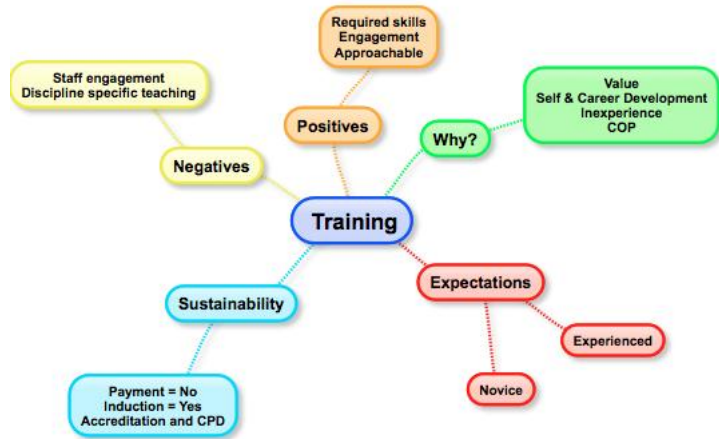 Required skills
Engagement
Approachable
Staff engagement
Discipline specific teaching
Value
Self & Career Development
Inexperience
COP
Positives
Why?
Negatives
Training
Expectations
Sustainability
Experienced
Payment = No
Induction = Yes
Accreditation and CPD
Novice